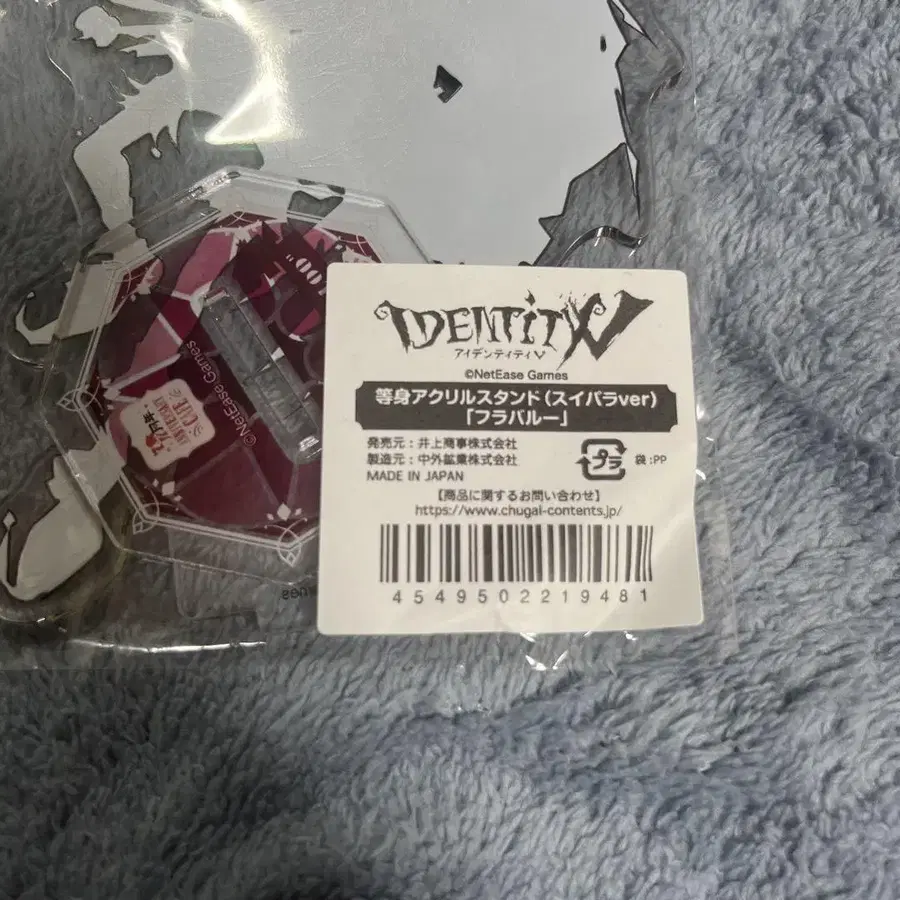 IDENTITY V
アイデンティティV
©NetEase Games
等身アクリルスタンド(スイパラver)
「フラバルー」
発売元:井上商事株式会社
製造元:中外鉱業株式会社
MADE IN JAPAN
プラ
袋:PP
【商品に関するお問い合わせ】
https://www.chugai-contents.jp/
4549502219481
©NetEase Games
CAFE